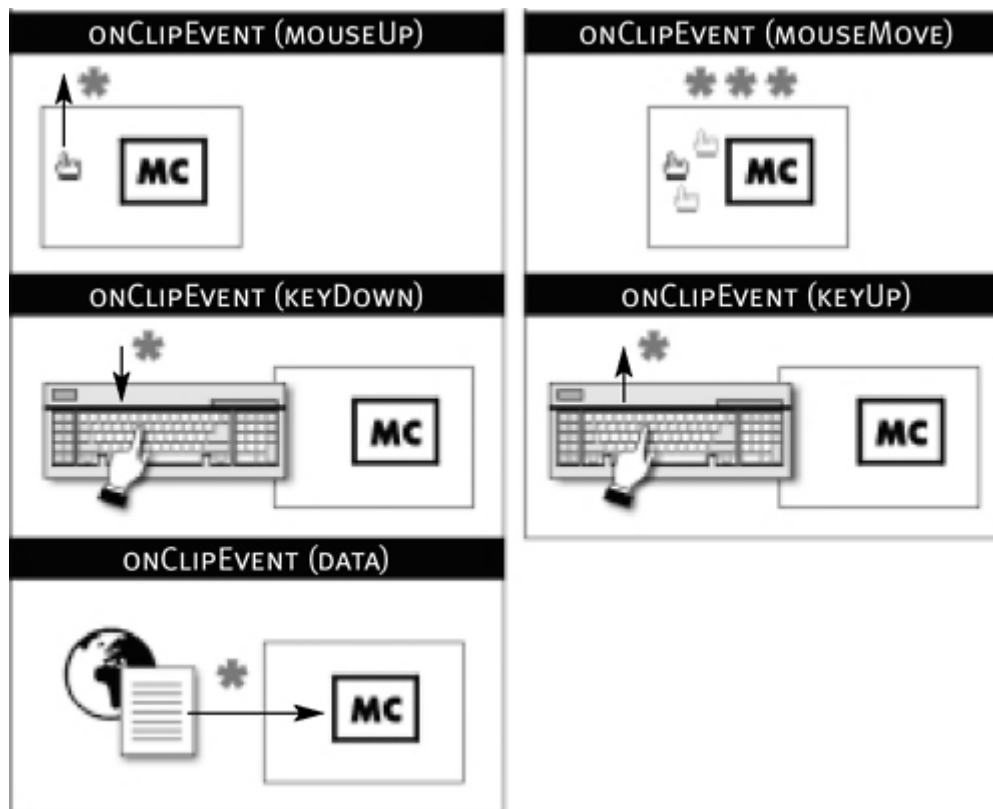 onClipEvent (mouseUp)
onClipEvent (mouseMove)
*
* * *
MC
MC
onClipEvent (keyDown)
onClipEvent (keyUp)
*
*
MC
MC
onClipEvent (data)
*
MC